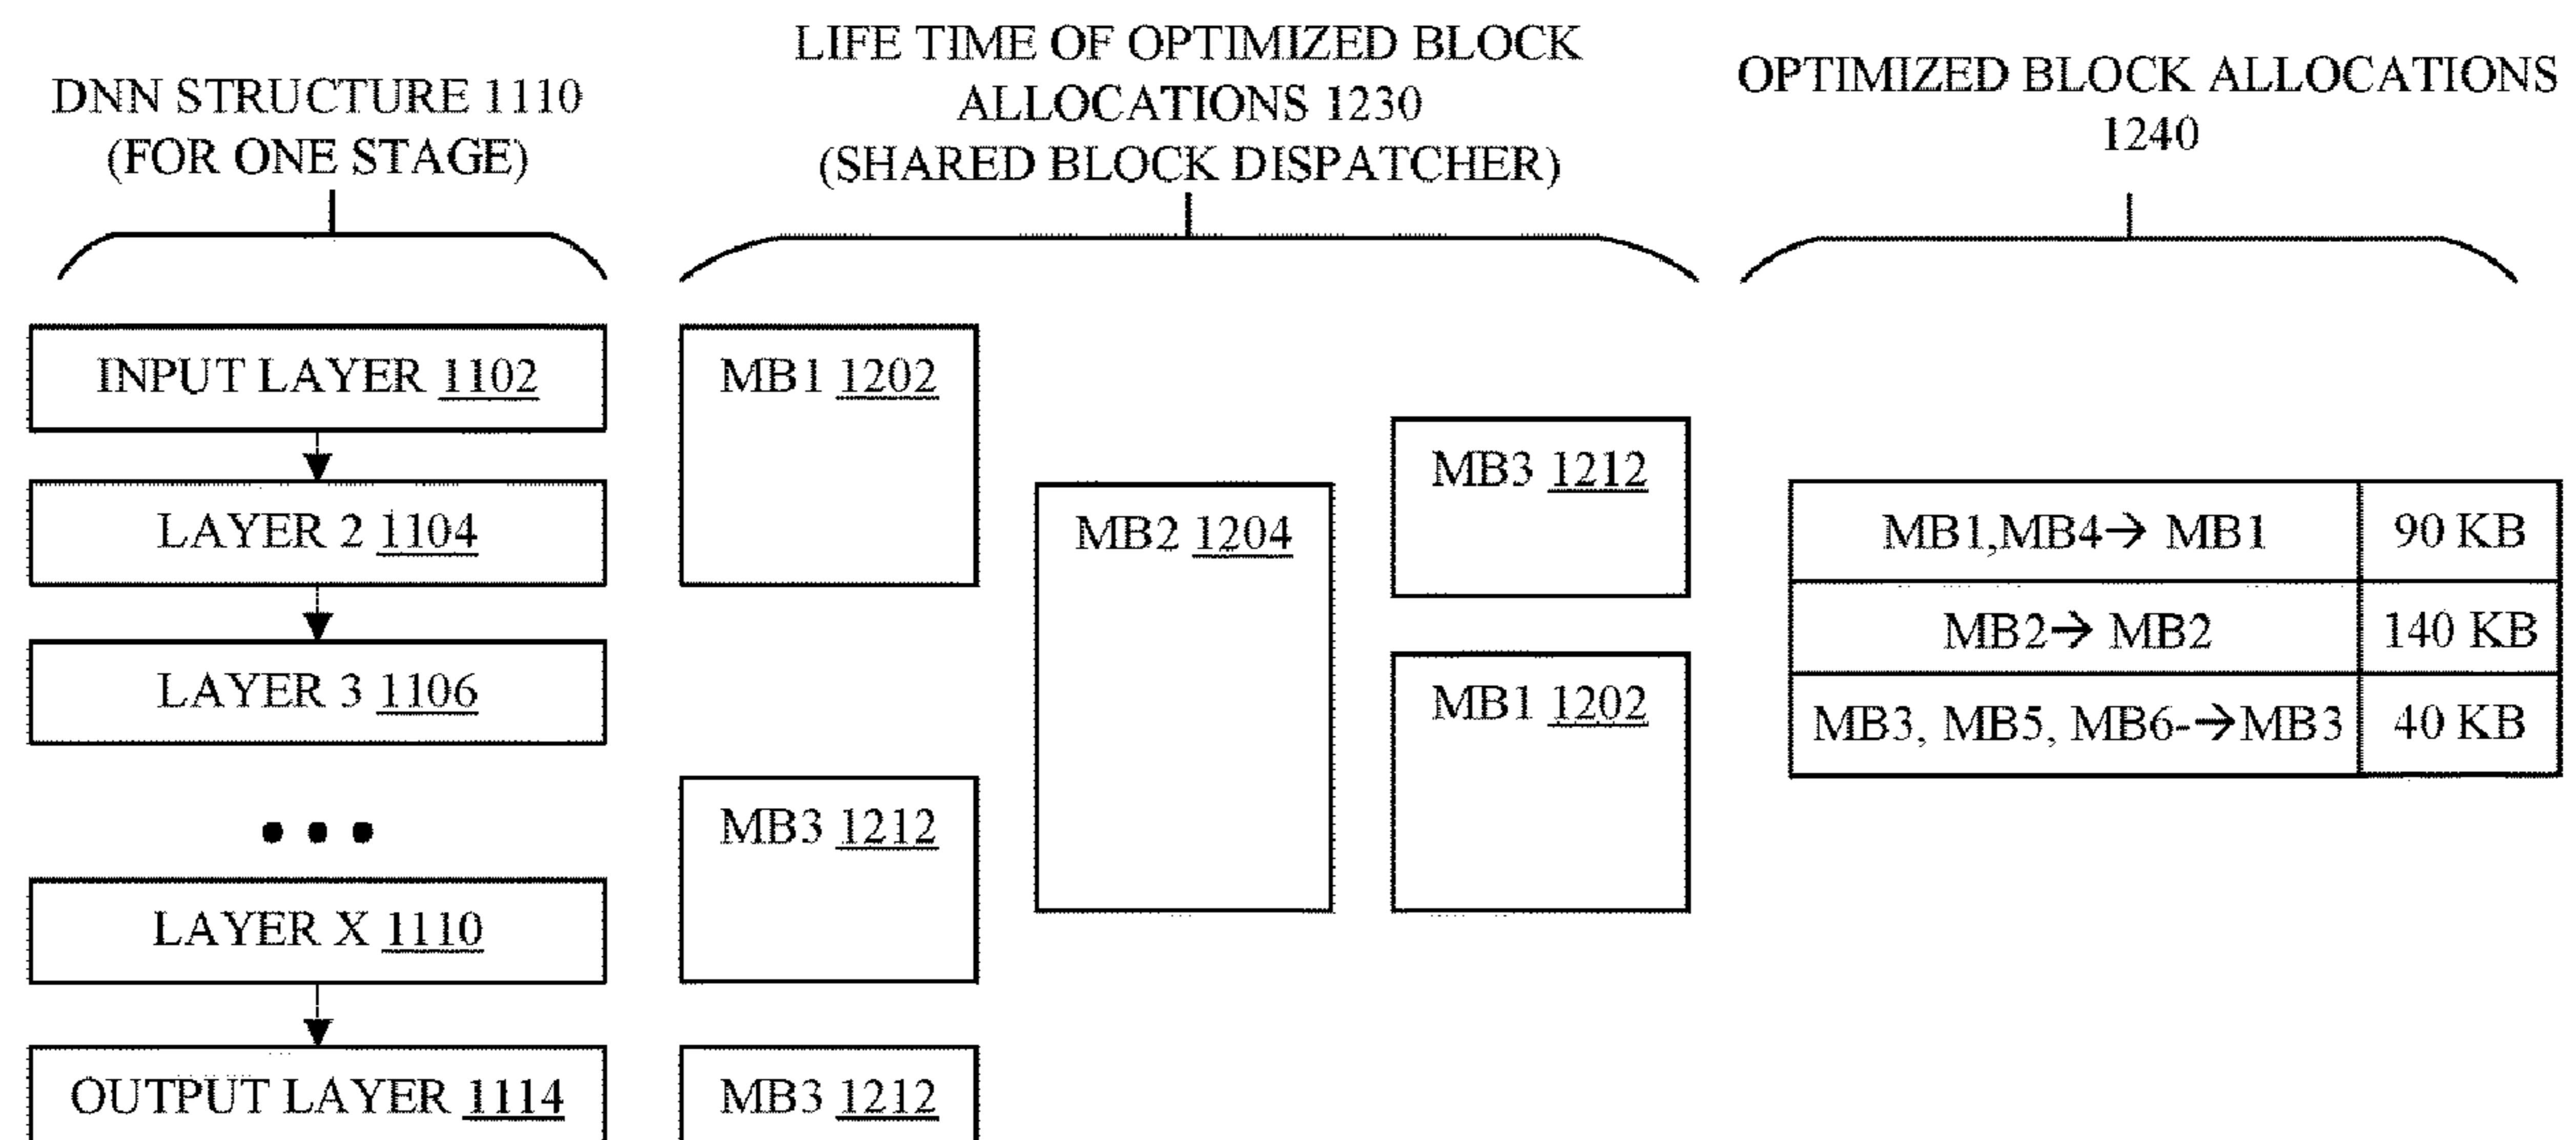 DNN STRUCTURE 1110
(FOR ONE STAGE)
LIFE TIME OF OPTIMIZED BLOCK
ALLOCATIONS 1230
(SHARED BLOCK DISPATCHER)
OPTIMIZED BLOCK ALLOCATIONS
1240
INPUT LAYER 1102
LAYER 2 1104
LAYER 3 1106
LAYER X 1110
OUTPUT LAYER 1114
MB1 1202
MB3 1212
MB3 1212
MB2 1204
MB3 1212
MB1 1202
MB1,MB4→ MB1 90 KB
MB2→ MB2 140 KB
MB3, MB5, MB6-→MB3 40 KB